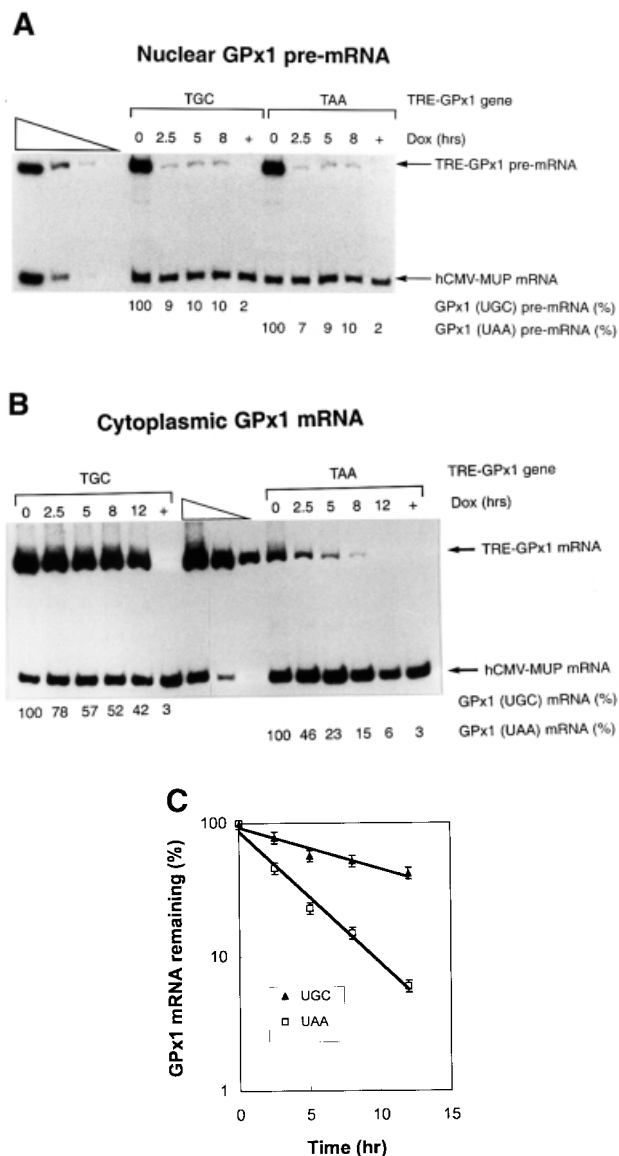 A
Nuclear GPx1 pre-mRNA
TGC TAA TRE-GPx1 gene
0 2.5 5 8 + 0 2.5 5 8 + Dox (hrs)
TRE-GPx1 pre-mRNA
hCMV-MUP mRNA
100 9 10 10 2 GPx1 (UGC) pre-mRNA (%)
100 7 9 10 2 GPx1 (UAA) pre-mRNA (%)
B
Cytoplasmic GPx1 mRNA
TGC TAA TRE-GPx1 gene
0 2.5 5 8 12 + 0 2.5 5 8 12 + Dox (hrs)
TRE-GPx1 mRNA
hCMV-MUP mRNA
100 78 57 52 42 3 GPx1 (UGC) mRNA (%)
100 46 23 15 6 3 GPx1 (UAA) mRNA (%)
C
GPx1 mRNA remaining (%)
100
10
1
UGC
UAA
0 5 10 15
Time (hr)